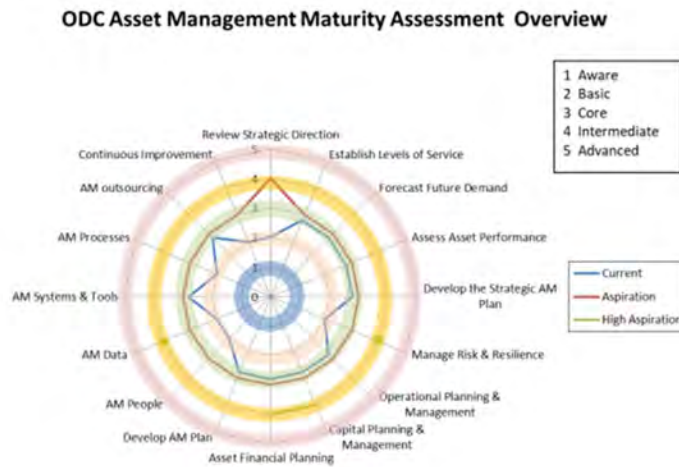 ODC Asset Management Maturity Assessment Overview
1 Aware
2 Basic
3 Core
4 Intermediate
5 Advanced
Review Strategic Direction
Continuous Improvement
Establish Levels of Service
AM outsourcing
Forecast Future Demand
AM Processes
Assess Asset Performance
AM Systems & Tools
Develop the Strategic AM
Plan
AM Data
Manage Risk & Resilience
AM People
Operational Planning &
Management
Develop AM Plan
Capital Planning &
Management
Asset Financial Planning
5
4
3
2
1
0
Current
Aspiration
High Aspiration